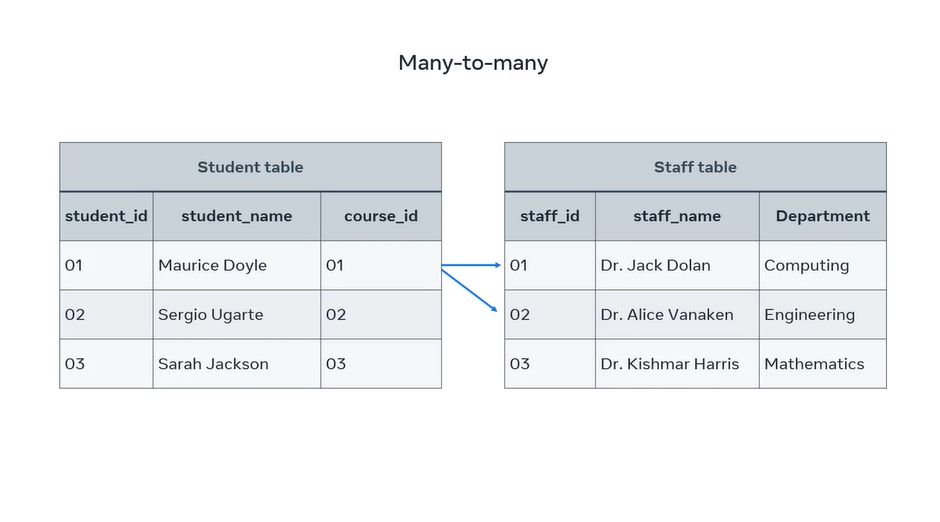 Many-to-many
Student table
student_id student_name course_id
01 Maurice Doyle 01
02 Sergio Ugarte 02
03 Sarah Jackson 03
Staff table
staff_id staff_name Department
01 Dr. Jack Dolan Computing
02 Dr. Alice Vanaken Engineering
03 Dr. Kishmar Harris Mathematics